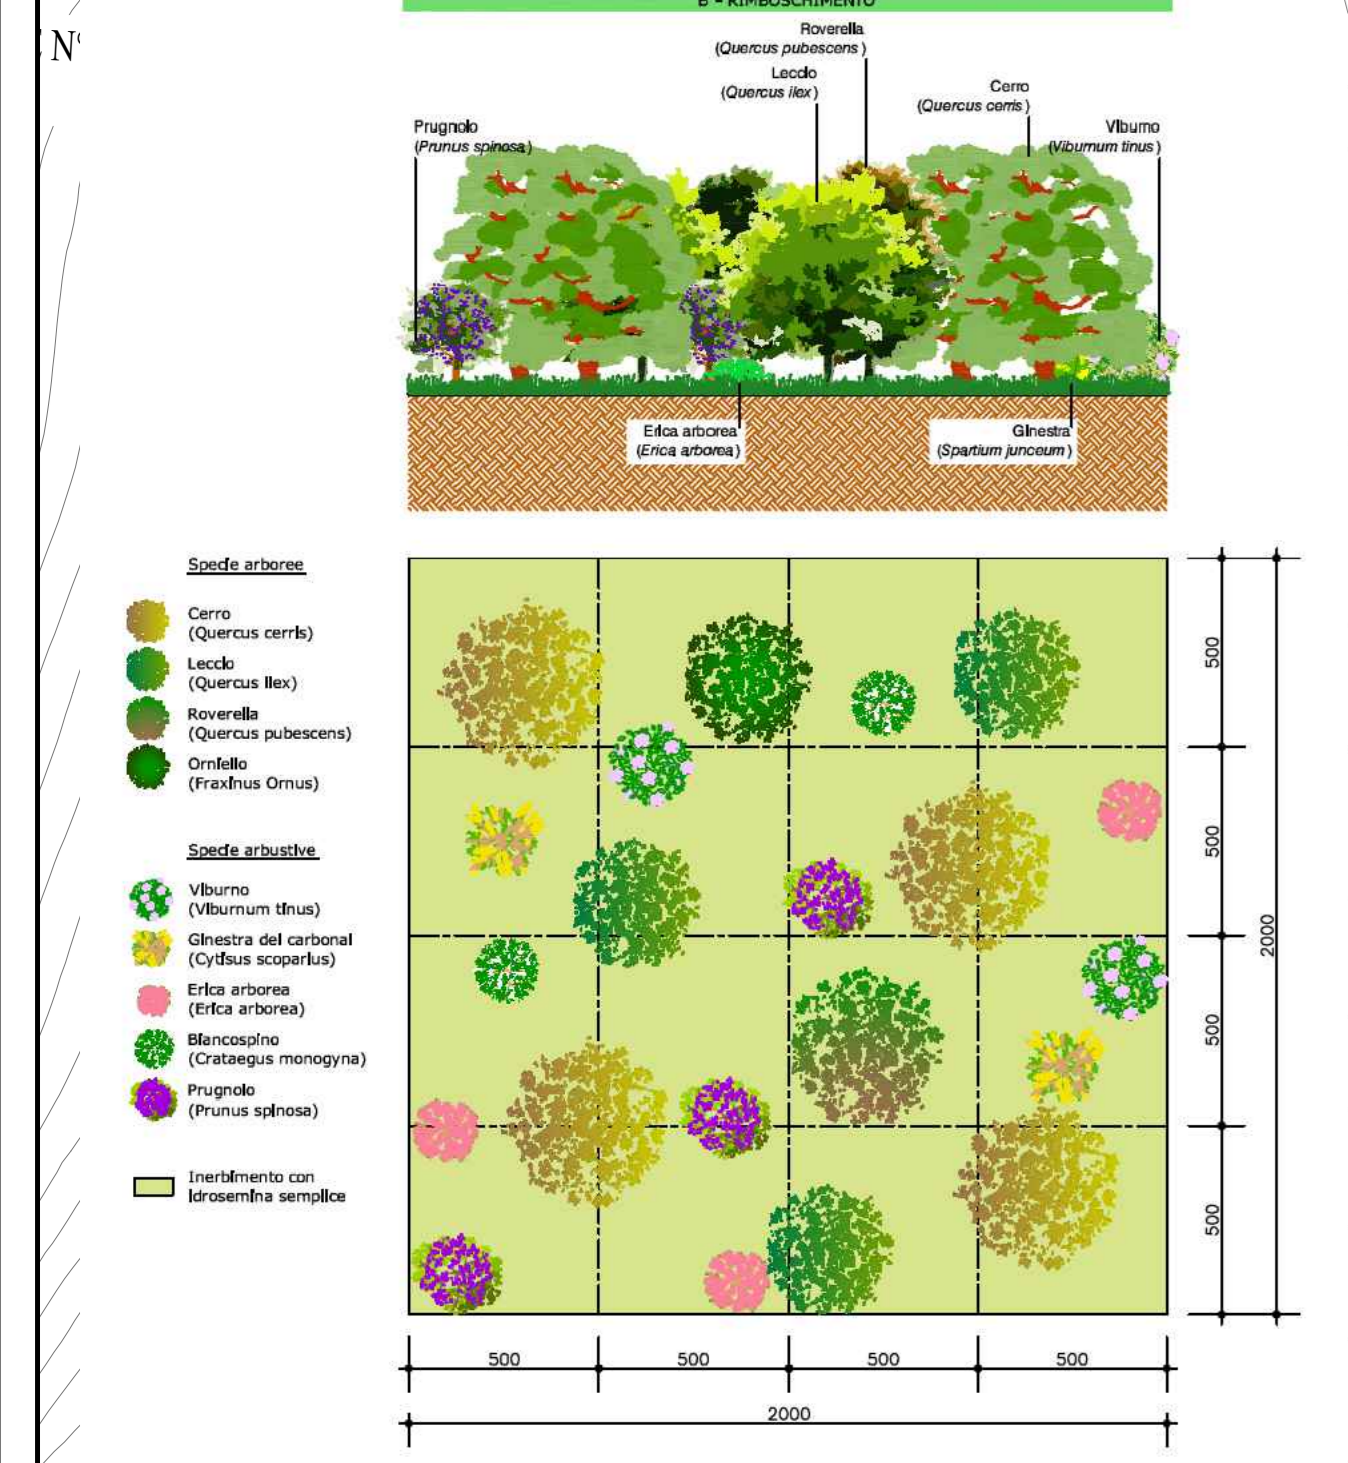 B - RIMBOSCHIMENTO
Roverella
(Quercus pubescens)
Leccio
(Quercus ilex)
Cerro
(Quercus cerris)
Prugnolo
(Prunus spinosa)
Viburno
(Viburnum tinus)
Erica arborea
(Erica arborea)
Ginestra
(Spartium junceum)
Specie arboree
Cerro
(Quercus cerris)
Leccio
(Quercus ilex)
Roverella
(Quercus pubescens)
Orniello
(Fraxinus Ornus)
Specie arbustive
Viburno
(Viburnum tinus)
Ginestra del carbonai
(Cytisus scoparius)
Erica arborea
(Erica arborea)
Biancospino
(Crataegus monogyna)
Prugnolo
(Prunus spinosa)
Inerbimento con
idrosemina semplice
500
500
500
500
2000
500
500
500
500
2000